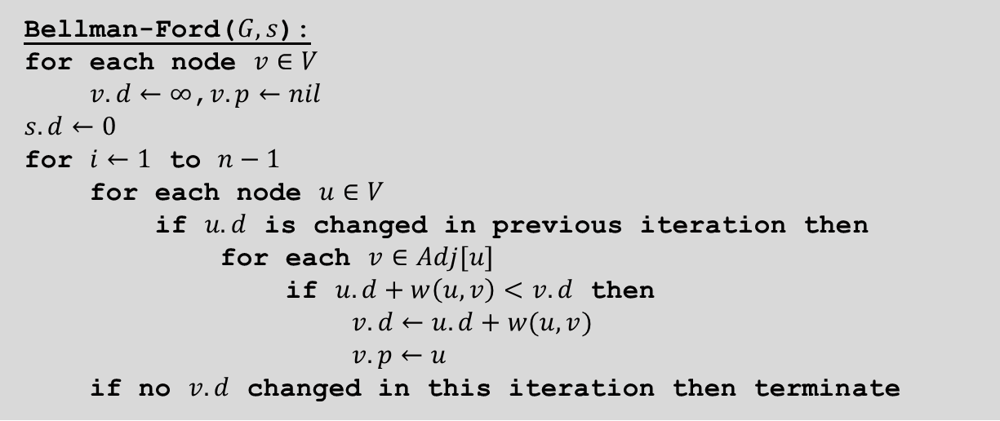 Bellman-Ford(G,s):
for each node v ∈ V
v.d ← ∞, v.p ← nil
s.d ← 0
for i ← 1 to n − 1
for each node u ∈ V
if u.d is changed in previous iteration then
for each v ∈ Adj[u]
if u.d + w(u,v) < v.d then
v.d ← u.d + w(u,v)
v.p ← u
if no v.d changed in this iteration then terminate